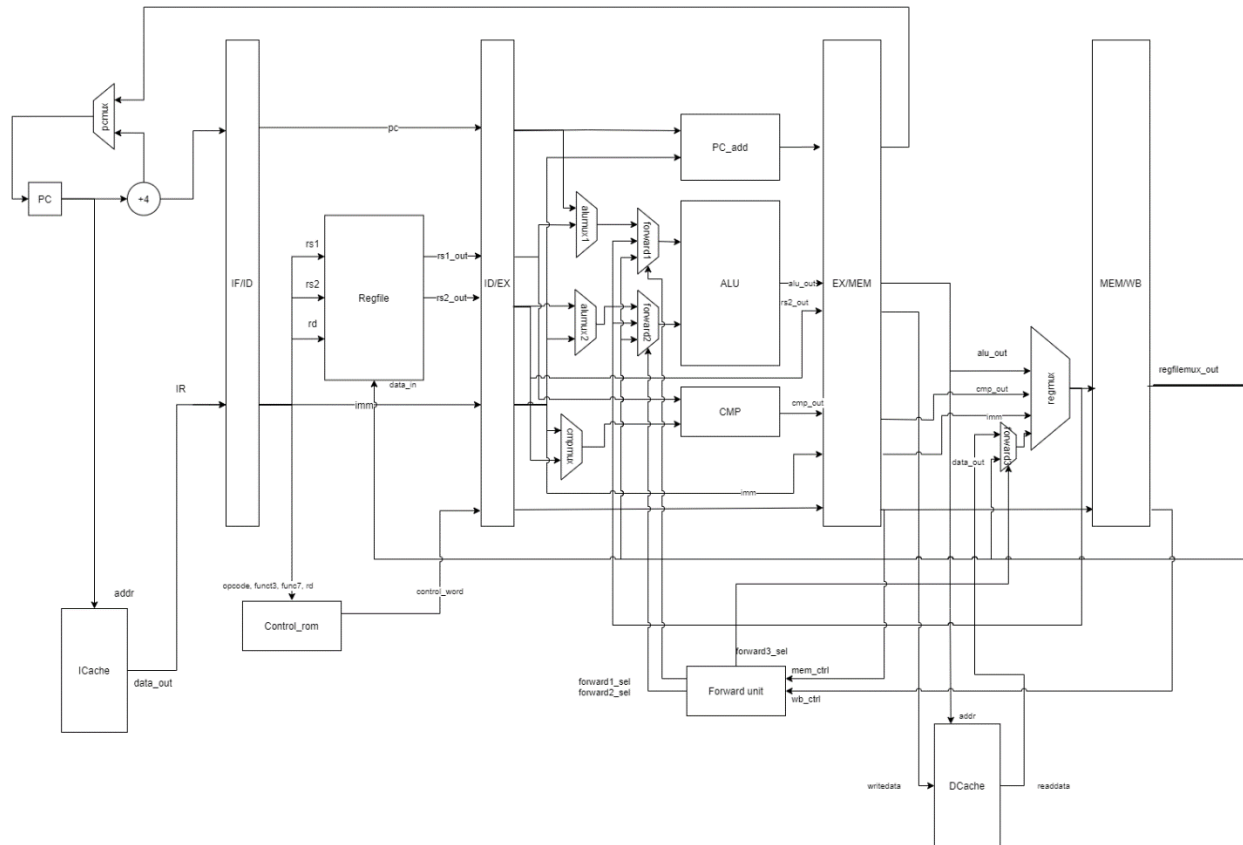 pcmux
PC
+4
IF/ID
pc
ID/EX
PC_add
EX/MEM
MEM/WB
rs1
rs2
rd
Regfile
rs1_out
rs2_out
data_in
alumux1
alumux2
forward1
forward2
ALU
alu_out
rs2_out
cmpmux
CMP
cmp_out
IR
imm
imm
alu_out
cmp_out
imm
data_out
forward3
regmux
regfilemux_out
opcode, funct3, func7, rd
Control_rom
control_word
addr
ICache
data_out
forward3_sel
forward1_sel
forward2_sel
Forward unit
mem_ctrl
wb_ctrl
addr
DCache
writedata
readdata